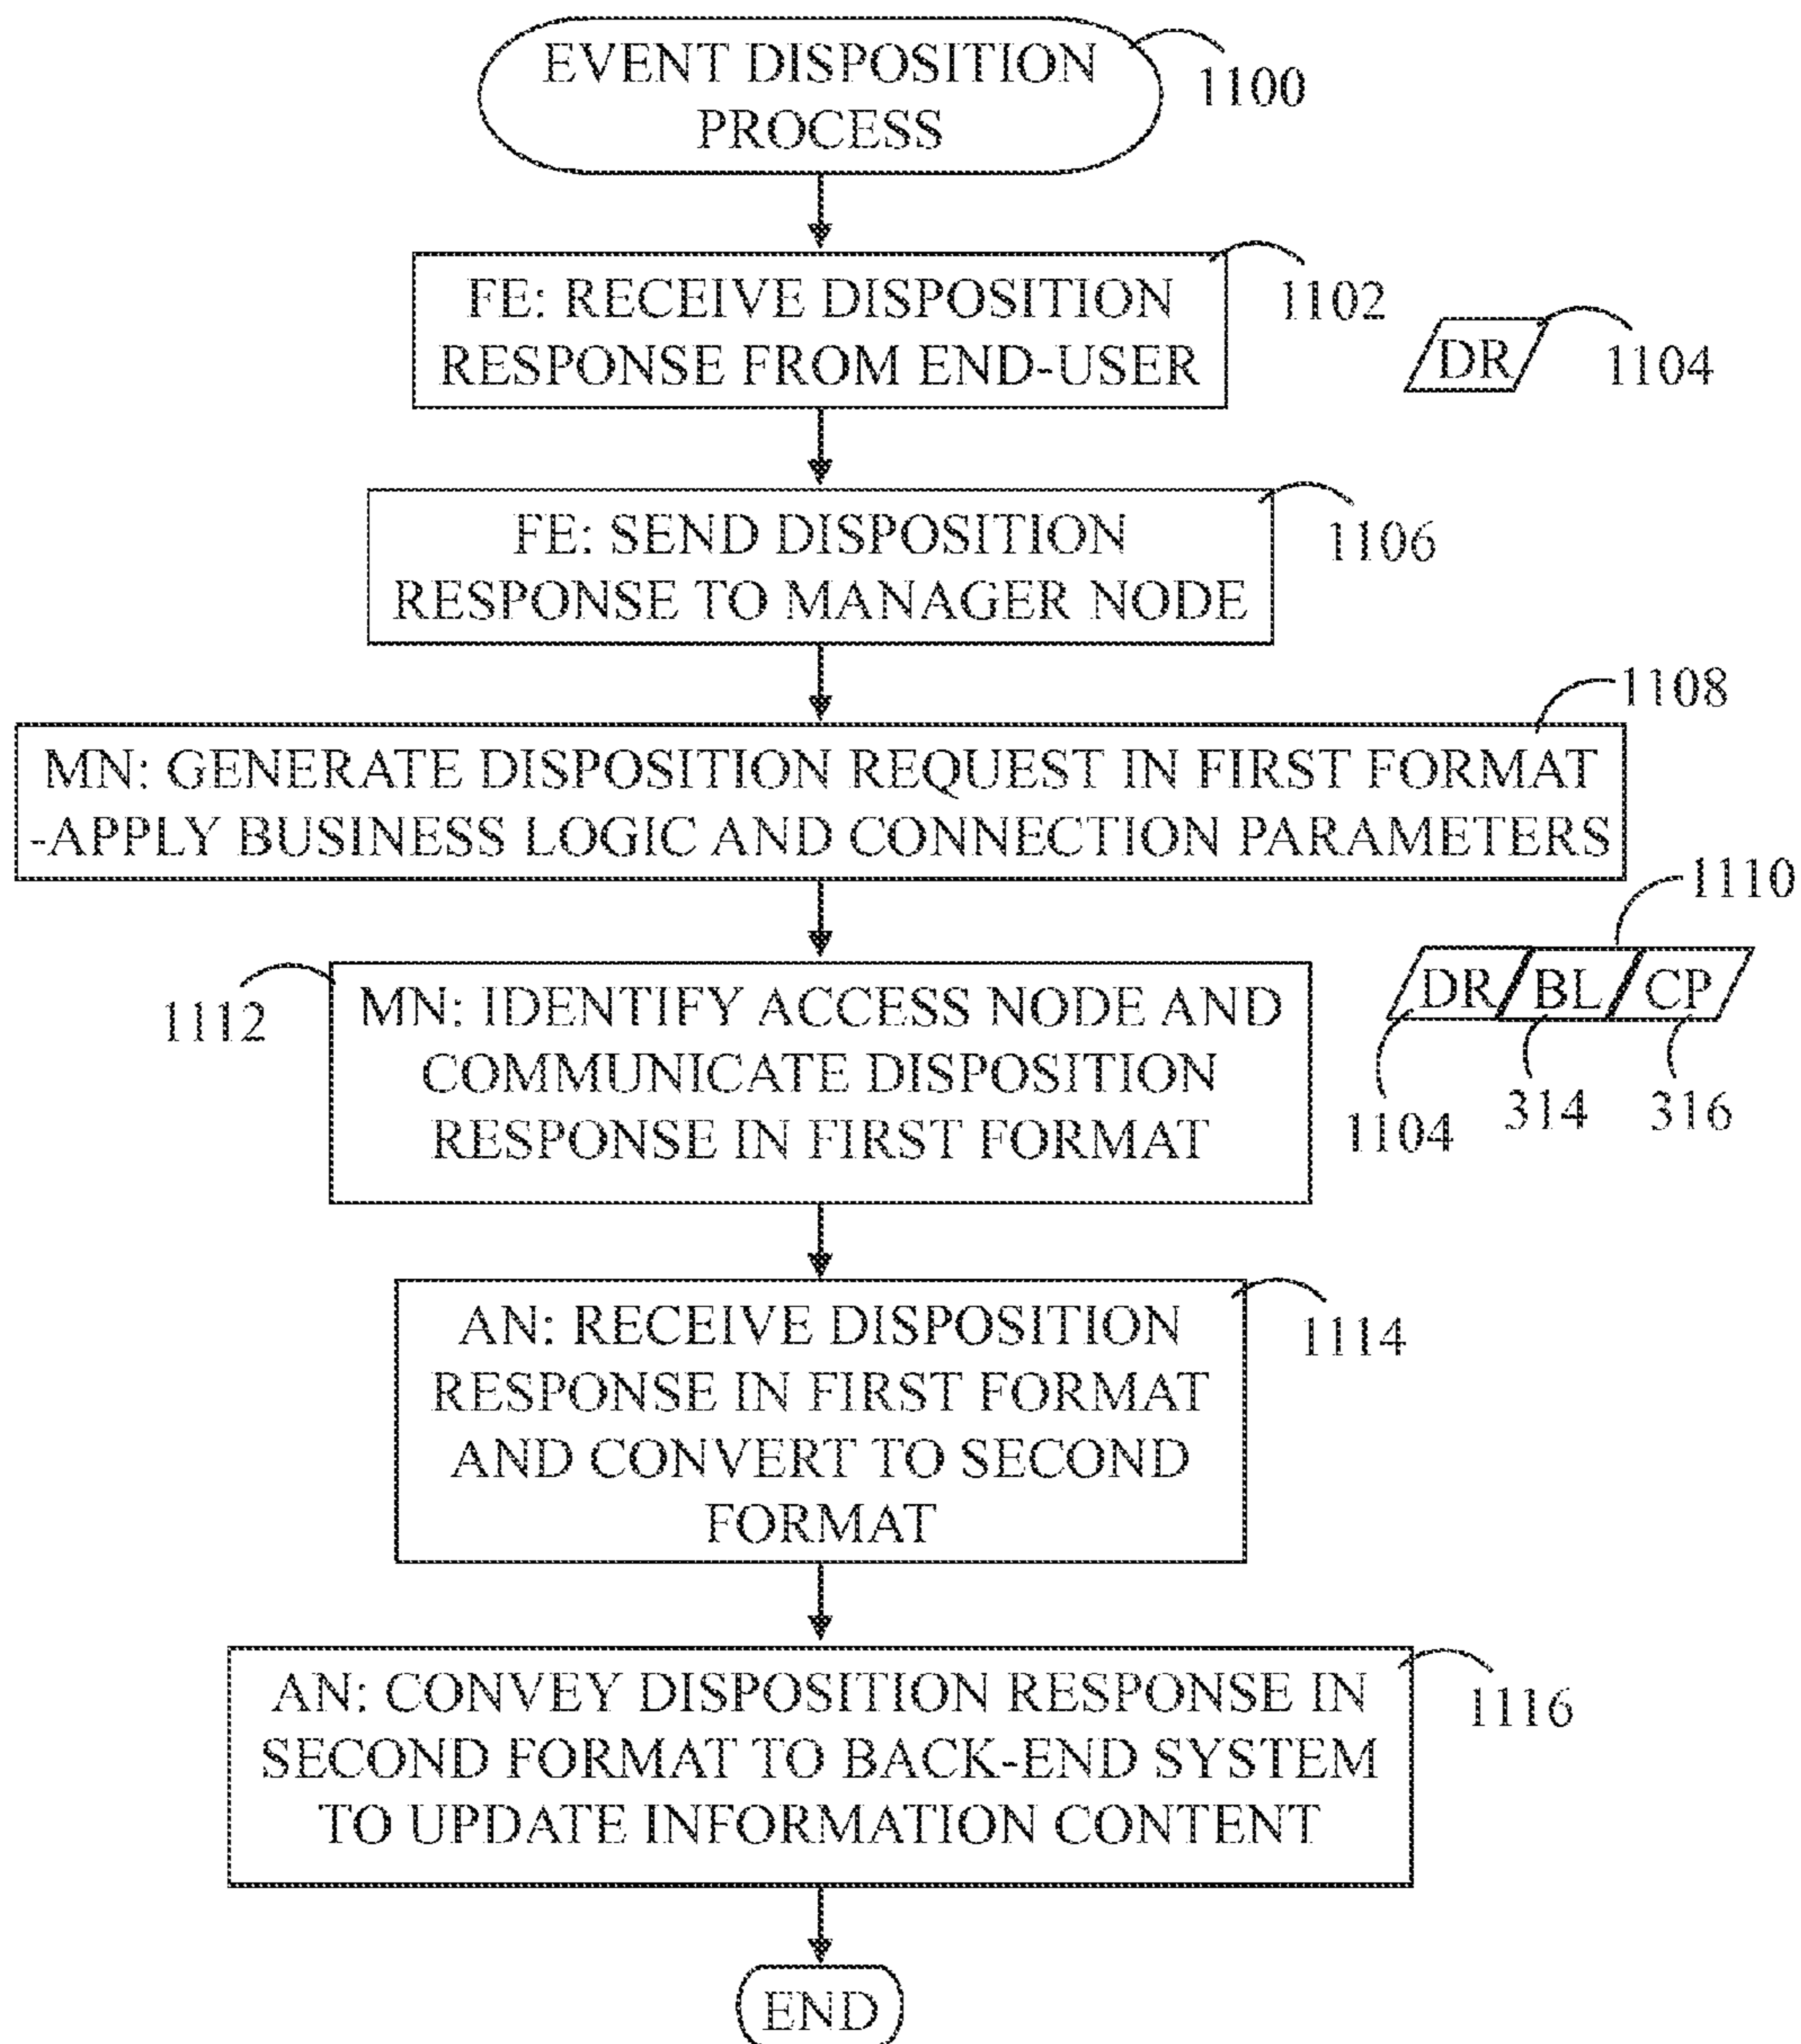 EVENT DISPOSITION
PROCESS
1100
FE: RECEIVE DISPOSITION
RESPONSE FROM END-USER
1102
DR
1104
FE: SEND DISPOSITION
RESPONSE TO MANAGER NODE
1106
1108
MN: GENERATE DISPOSITION REQUEST IN FIRST FORMAT
-APPLY BUSINESS LOGIC AND CONNECTION PARAMETERS
1110
1112
MN: IDENTIFY ACCESS NODE AND
COMMUNICATE DISPOSITION
RESPONSE IN FIRST FORMAT
DR BL CP
1104 314 316
AN: RECEIVE DISPOSITION
RESPONSE IN FIRST FORMAT
AND CONVERT TO SECOND
FORMAT
1114
AN: CONVEY DISPOSITION RESPONSE IN
SECOND FORMAT TO BACK-END SYSTEM
TO UPDATE INFORMATION CONTENT
1116
END